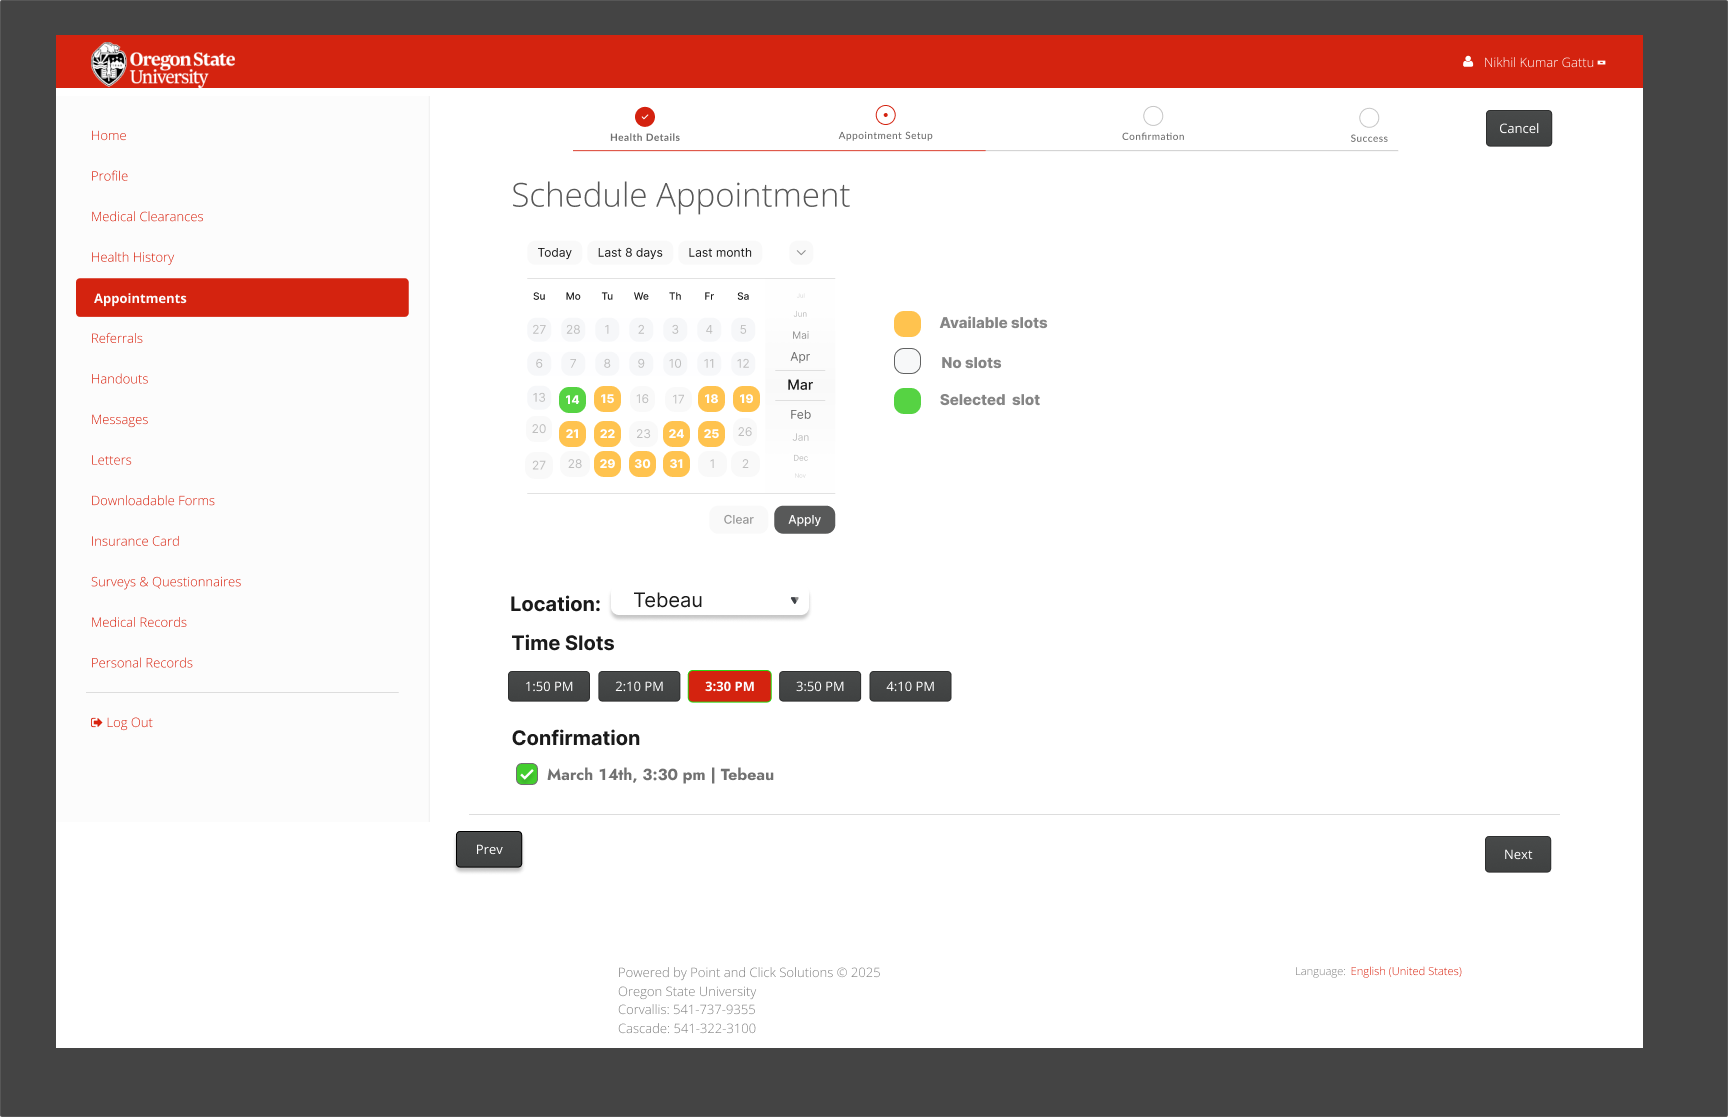 Oregon State
University
Nikhil Kumar Gattu
Home
Profile
Medical Clearances
Health History
Appointments
Referrals
Handouts
Messages
Letters
Downloadable Forms
Insurance Card
Surveys & Questionnaires
Medical Records
Personal Records
Log Out
Health Details
Appointment Setup
Confirmation
Success
Cancel
Schedule Appointment
Today Last 8 days Last month
Su Mo Tu We Th Fr Sa
27 28 1 2 3 4 5
6 7 8 9 10 11 12
13 14 15 16 17 18 19
20 21 22 23 24 25 26
27 28 29 30 31 1 2
Jul
Jun
Mai
Apr
Mar
Feb
Jan
Dec
Nov
Clear Apply
Available slots
No slots
Selected slot
Location: Tebeau
Time Slots
1:50 PM 2:10 PM 3:30 PM 3:50 PM 4:10 PM
Confirmation
March 14th, 3:30 pm | Tebeau
Prev
Next
Powered by Point and Click Solutions © 2025
Oregon State University
Corvallis: 541-737-9355
Cascade: 541-322-3100
Language: English (United States)